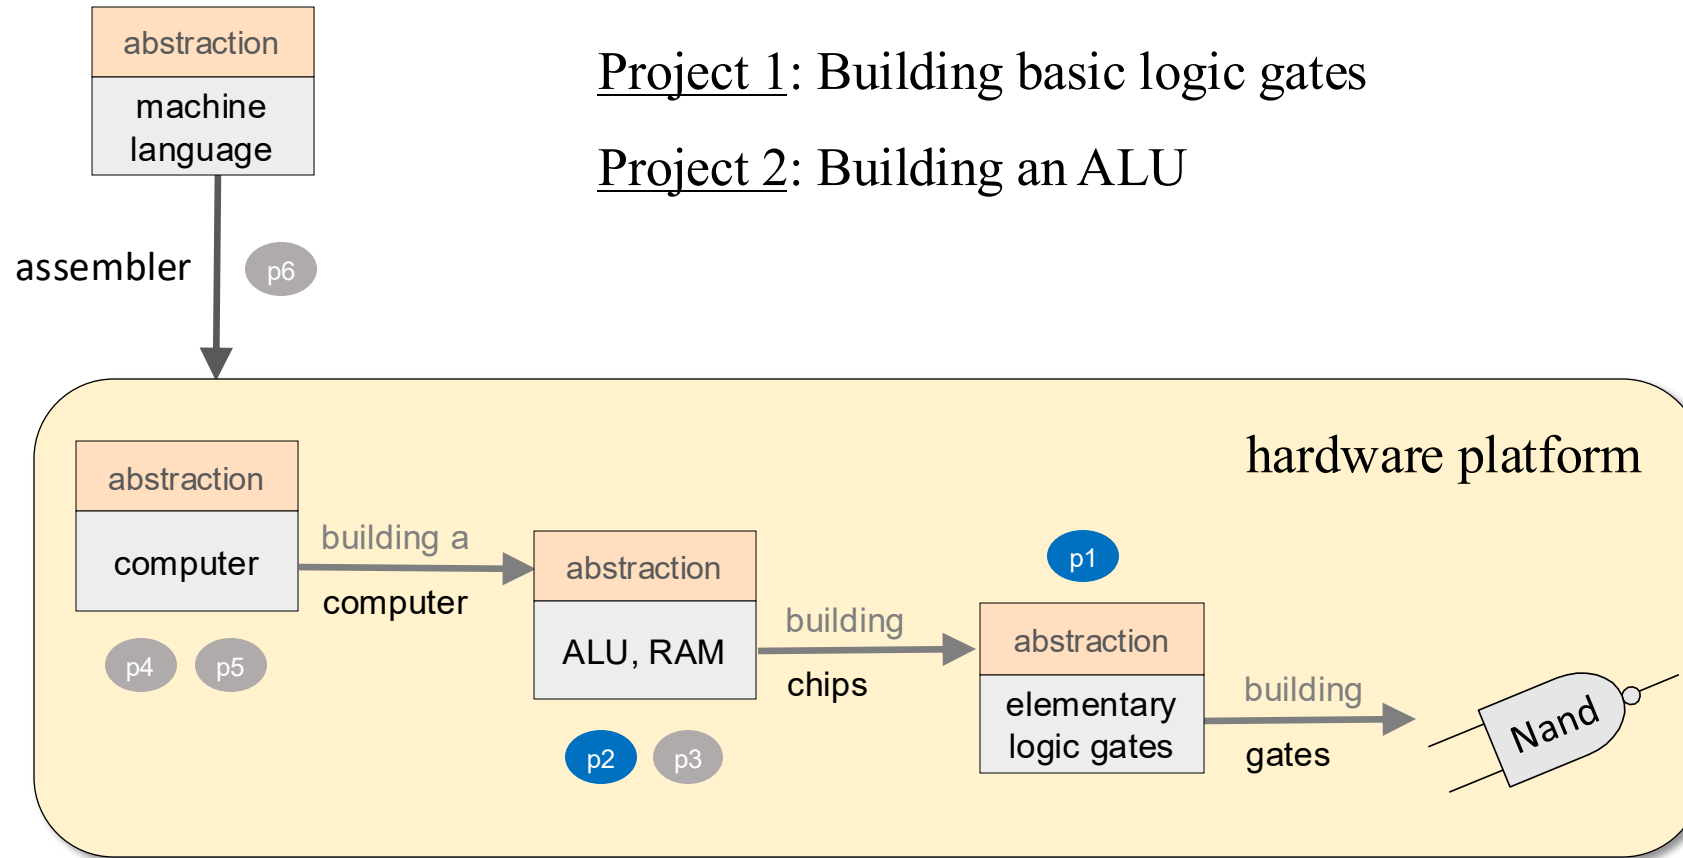 abstraction
machine
language
Project 1: Building basic logic gates
Project 2: Building an ALU
assembler
p6
hardware platform
abstraction
computer
p4
p5
building a
computer
abstraction
ALU, RAM
p2
p3
building
chips
p1
abstraction
elementary
logic gates
building
gates
Nand